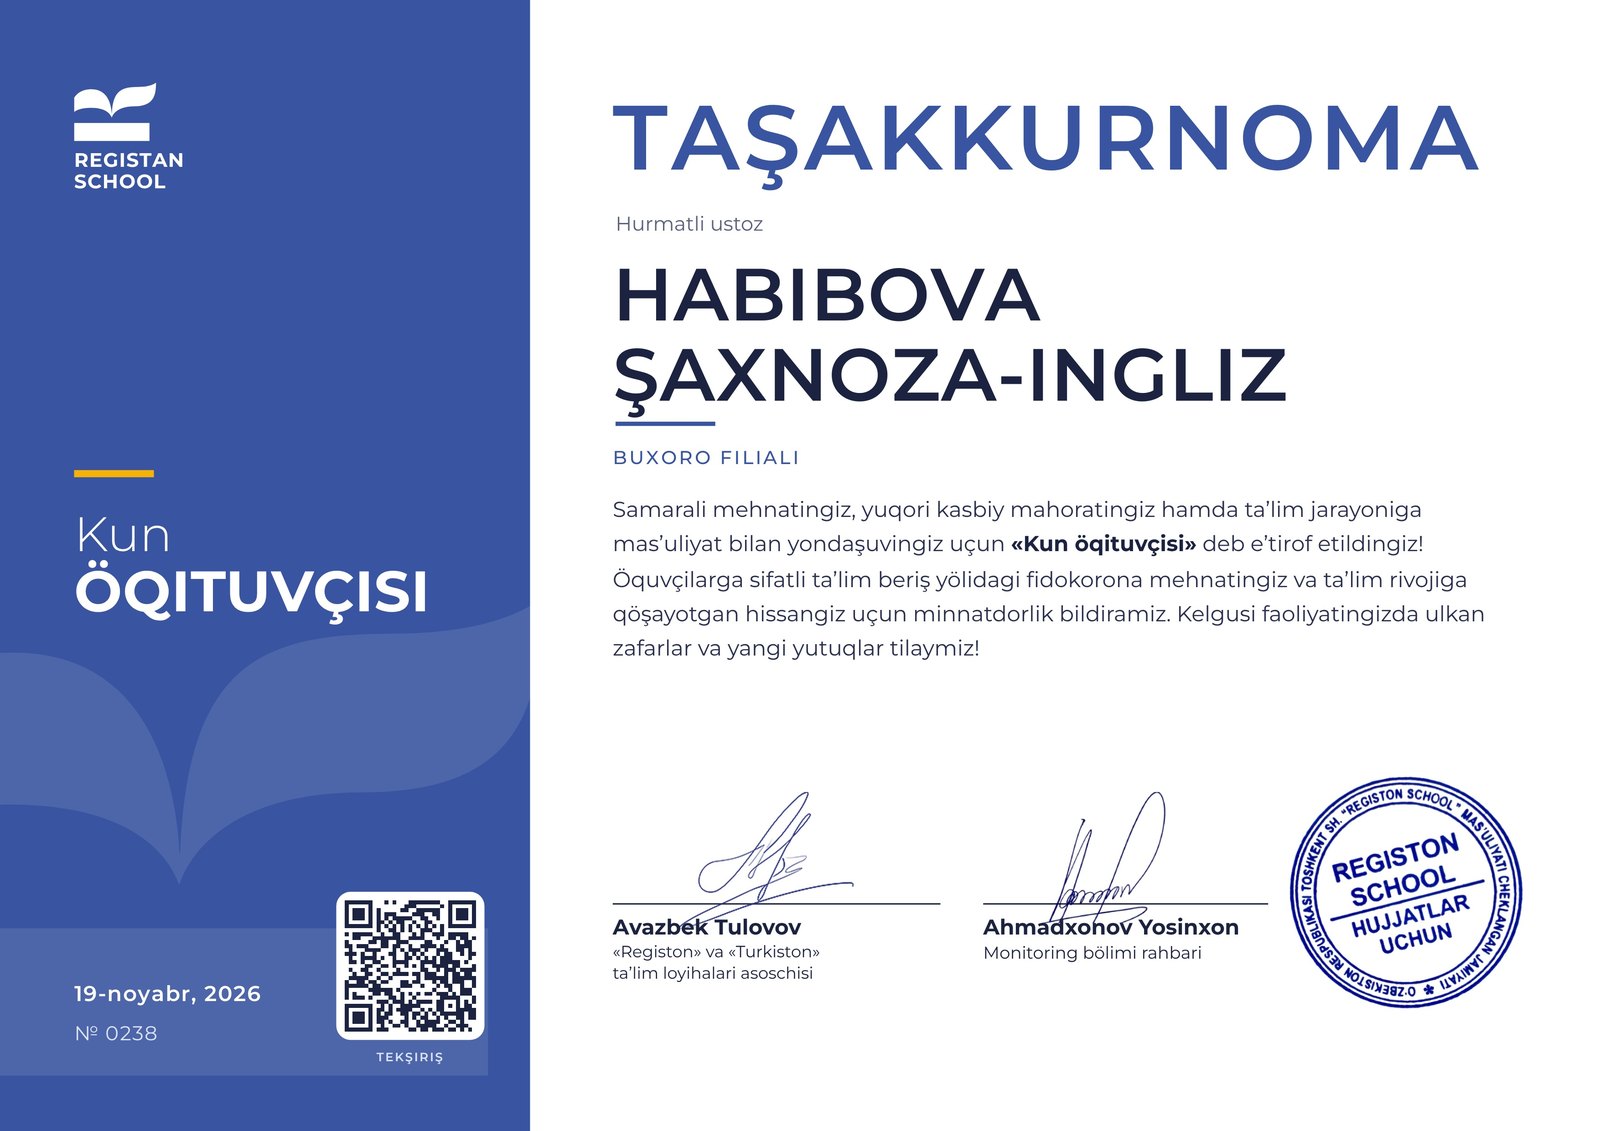 REGISTAN
SCHOOL
Kun
ÖQITUVÇISI
19-noyabr, 2026
№ 0238
TEKŞIRIŞ
TAŞAKKURNOMA
Hurmatli ustoz
HABIBOVA
ŞAXNOZA-INGLIZ
BUXORO FILIALI
Samarali mehnatingiz, yuqori kasbiy mahoratingiz hamda ta’lim jarayoniga
mas’uliyat bilan yondaşuvingiz uçun «Kun öqituvçisi» deb e’tirof etildingiz!
Öquvçilarga sifatli ta’lim beriş yölidagi fidokorona mehnatingiz va ta’lim rivojiga
qöşayotgan hissangiz uçun minnatdorlik bildiramiz. Kelgusi faoliyatingizda ulkan
zafarlar va yangi yutuqlar tilaymiz!
Avazbek Tulovov
«Registon» va «Turkiston»
ta’lim loyihalari asoschisi
Ahmadxonov Yosinxon
Monitoring bölimi rahbari
O‘ZBEKISTON RESPUBLIKASI TOSHKENT SH. "REGISTON SCHOOL" MAS'ULIYATI CHEKLANGAN JAMIYATI
REGISTON
SCHOOL
HUJJATLAR
UCHUN